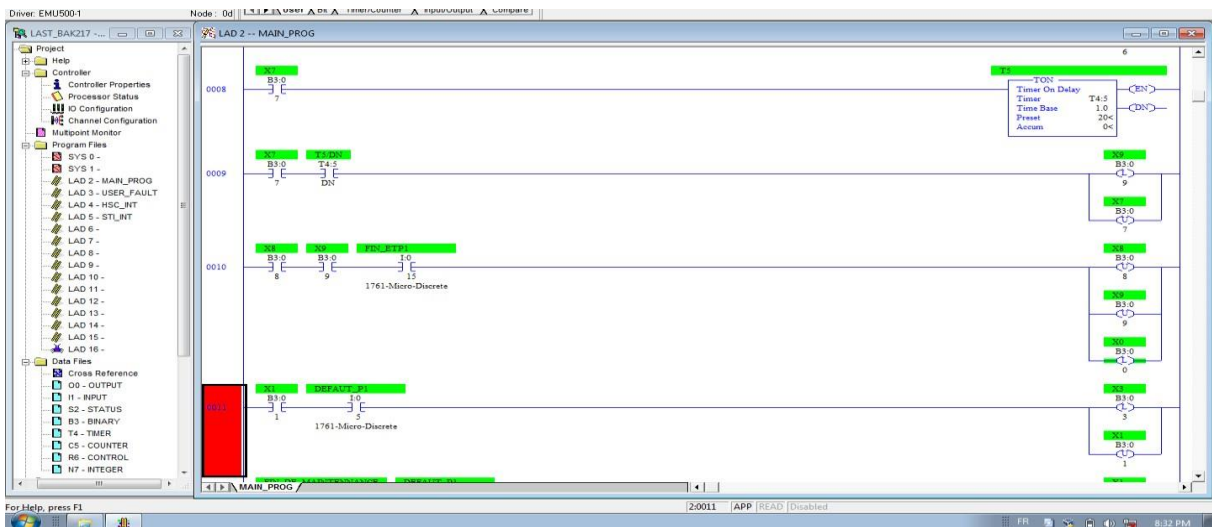 Driver: EMU500-1 Node: 0d User Bit Timer/Counter Input/Output Compare
LAST_BAK217 -...
Project
Help
Controller
Controller Properties
Processor Status
IO Configuration
Channel Configuration
Multipoint Monitor
Program Files
SYS 0 -
SYS 1 -
LAD 2 - MAIN_PROG
LAD 3 - USER_FAULT
LAD 4 - HSC_INT
LAD 5 - STI_INT
LAD 6 -
LAD 7 -
LAD 8 -
LAD 9 -
LAD 10 -
LAD 11 -
LAD 12 -
LAD 13 -
LAD 14 -
LAD 15 -
LAD 16 -
Data Files
Cross Reference
O0 - OUTPUT
I1 - INPUT
S2 - STATUS
B3 - BINARY
T4 - TIMER
C5 - COUNTER
R6 - CONTROL
N7 - INTEGER
LAD 2 -- MAIN_PROG
6
X7 T5
B3:0 TON
0008 Timer On Delay EN
7 Timer T4:5
Time Base 1.0 DN
Preset 20<
Accum 0<
X7 T5/DN X9
B3:0 T4:5 B3:0
0009 L
7 DN 9
X7
B3:0
U
7
X8 X9 FIN_ETP1 X8
B3:0 B3:0 I:0 B3:0
0010 U
8 9 15 8
1761-Micro-Discrete
X9
B3:0
U
9
X0
B3:0
L
0
X1 DEFAUT_P1 X3
B3:0 I:0 B3:0
0011 L
1 5 3
1761-Micro-Discrete
X1
B3:0
U
1
MAIN_PROG
For Help, press F1 2:0011 APP READ Disabled
FR 8:32 PM